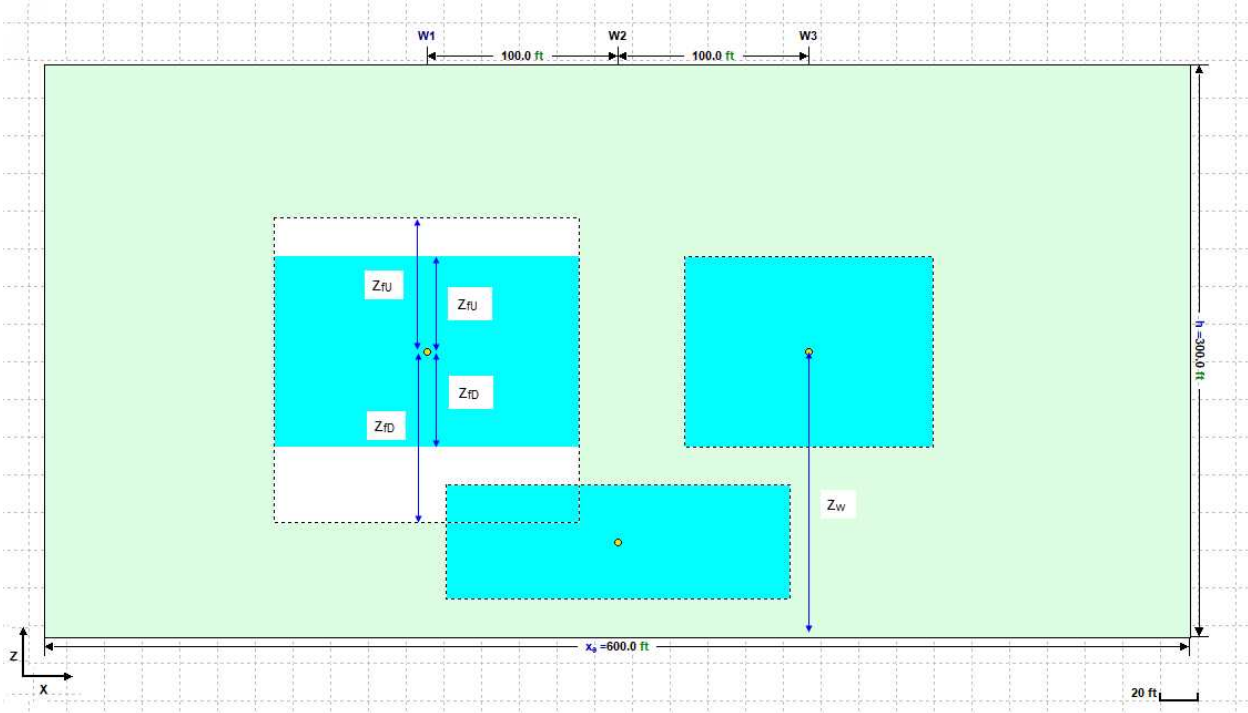 W1 W2 W3
100.0 ft 100.0 ft
ZfU
ZfU
h =300.0 ft
ZfD
ZfD
Zw
xe =600.0 ft
Z
X
20 ft